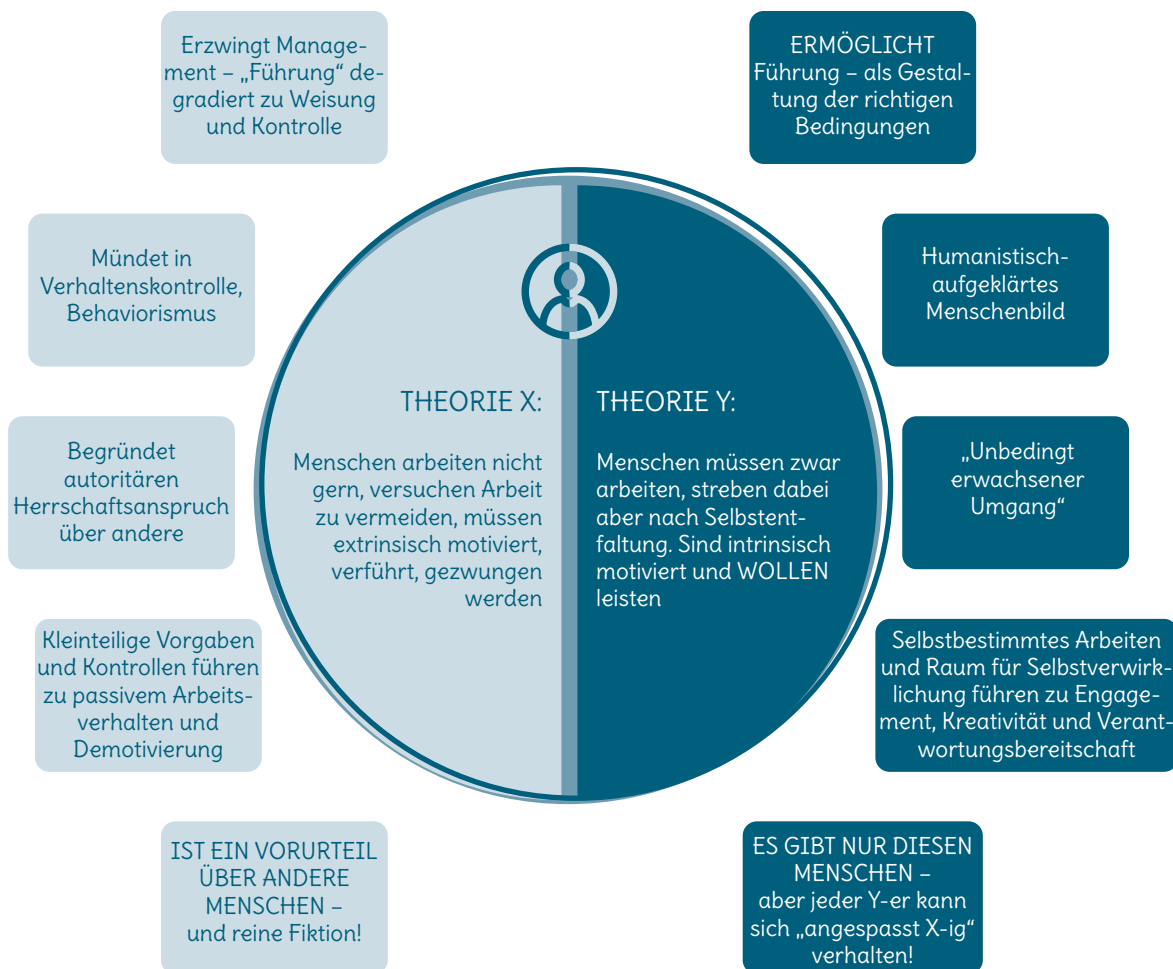 Erzwingt Manage-
ment – „Führung“ de-
gradiert zu Weisung
und Kontrolle
ERMÖGLICHT
Führung – als Gestal-
tung der richtigen
Bedingungen
Mündet in
Verhaltenskontrolle,
Behaviorismus
Humanistisch-
aufgeklärtes
Menschenbild
THEORIE X:
Menschen arbeiten nicht
gern, versuchen Arbeit
zu vermeiden, müssen
extrinsisch motiviert,
verführt, gezwungen
werden
THEORIE Y:
Menschen müssen zwar
arbeiten, streben dabei
aber nach Selbstent-
faltung. Sind intrinsisch
motiviert und WOLLEN
leisten
Begründet
autoritären
Herrschaftsanspruch
über andere
„Unbedingt
erwachsener
Umgang“
Kleinteilige Vorgaben
und Kontrollen führen
zu passivem Arbeits-
verhalten und
Demotivierung
Selbstbestimmtes Arbeiten
und Raum für Selbstverwirk-
lichung führen zu Engage-
ment, Kreativität und Verant-
wortungsbereitschaft
IST EIN VORURTEIL
ÜBER ANDERE
MENSCHEN –
und reine Fiktion!
ES GIBT NUR DIESEN
MENSCHEN –
aber jeder Y-er kann
sich „angespasst X-ig“
verhalten!